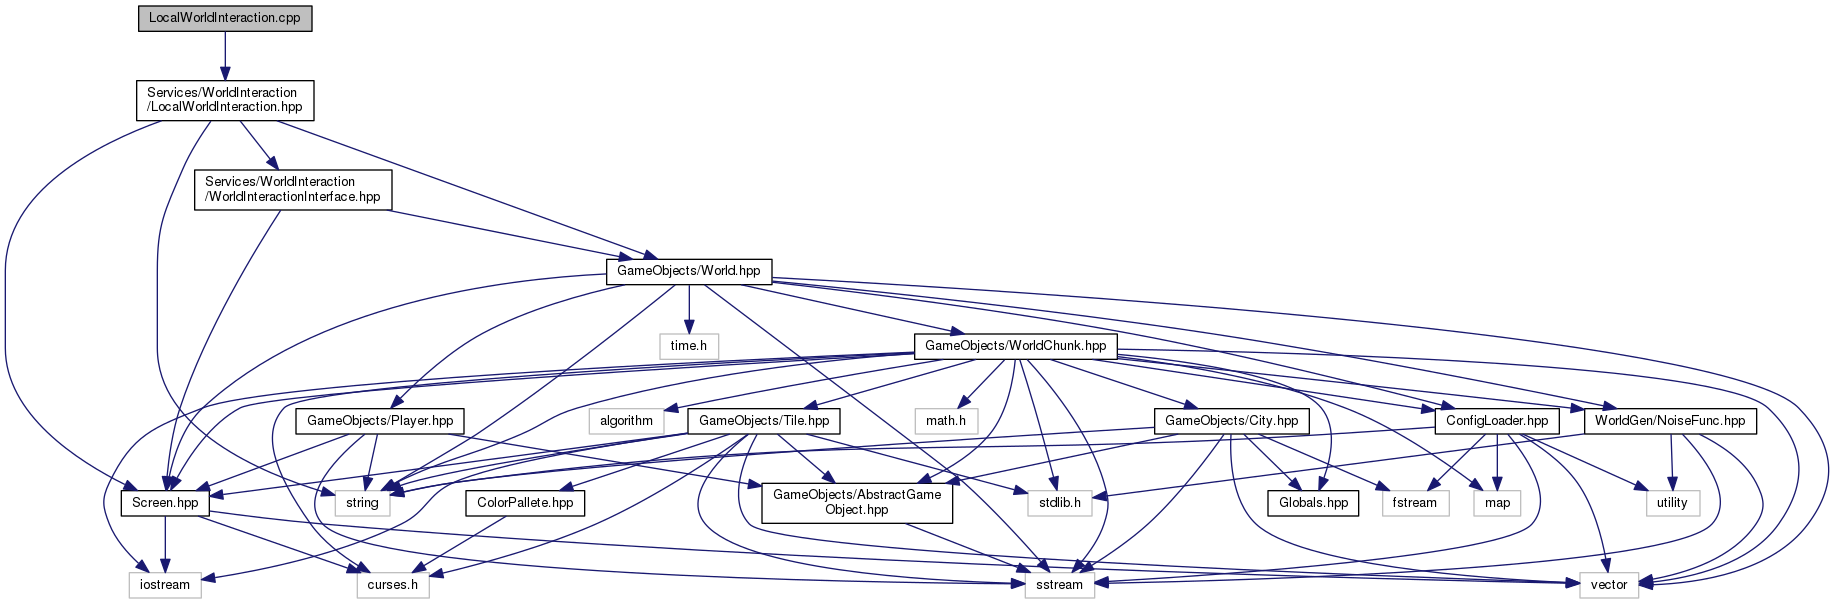 LocalWorldInteraction.cpp
Services/WorldInteraction
/LocalWorldInteraction.hpp
Services/WorldInteraction
/WorldInteractionInterface.hpp
GameObjects/World.hpp
time.h
GameObjects/WorldChunk.hpp
GameObjects/Player.hpp
algorithm
GameObjects/Tile.hpp
math.h
GameObjects/City.hpp
ConfigLoader.hpp
WorldGen/NoiseFunc.hpp
Screen.hpp
string
ColorPallete.hpp
GameObjects/AbstractGame
Object.hpp
stdlib.h
Globals.hpp
fstream
map
utility
iostream
curses.h
sstream
vector